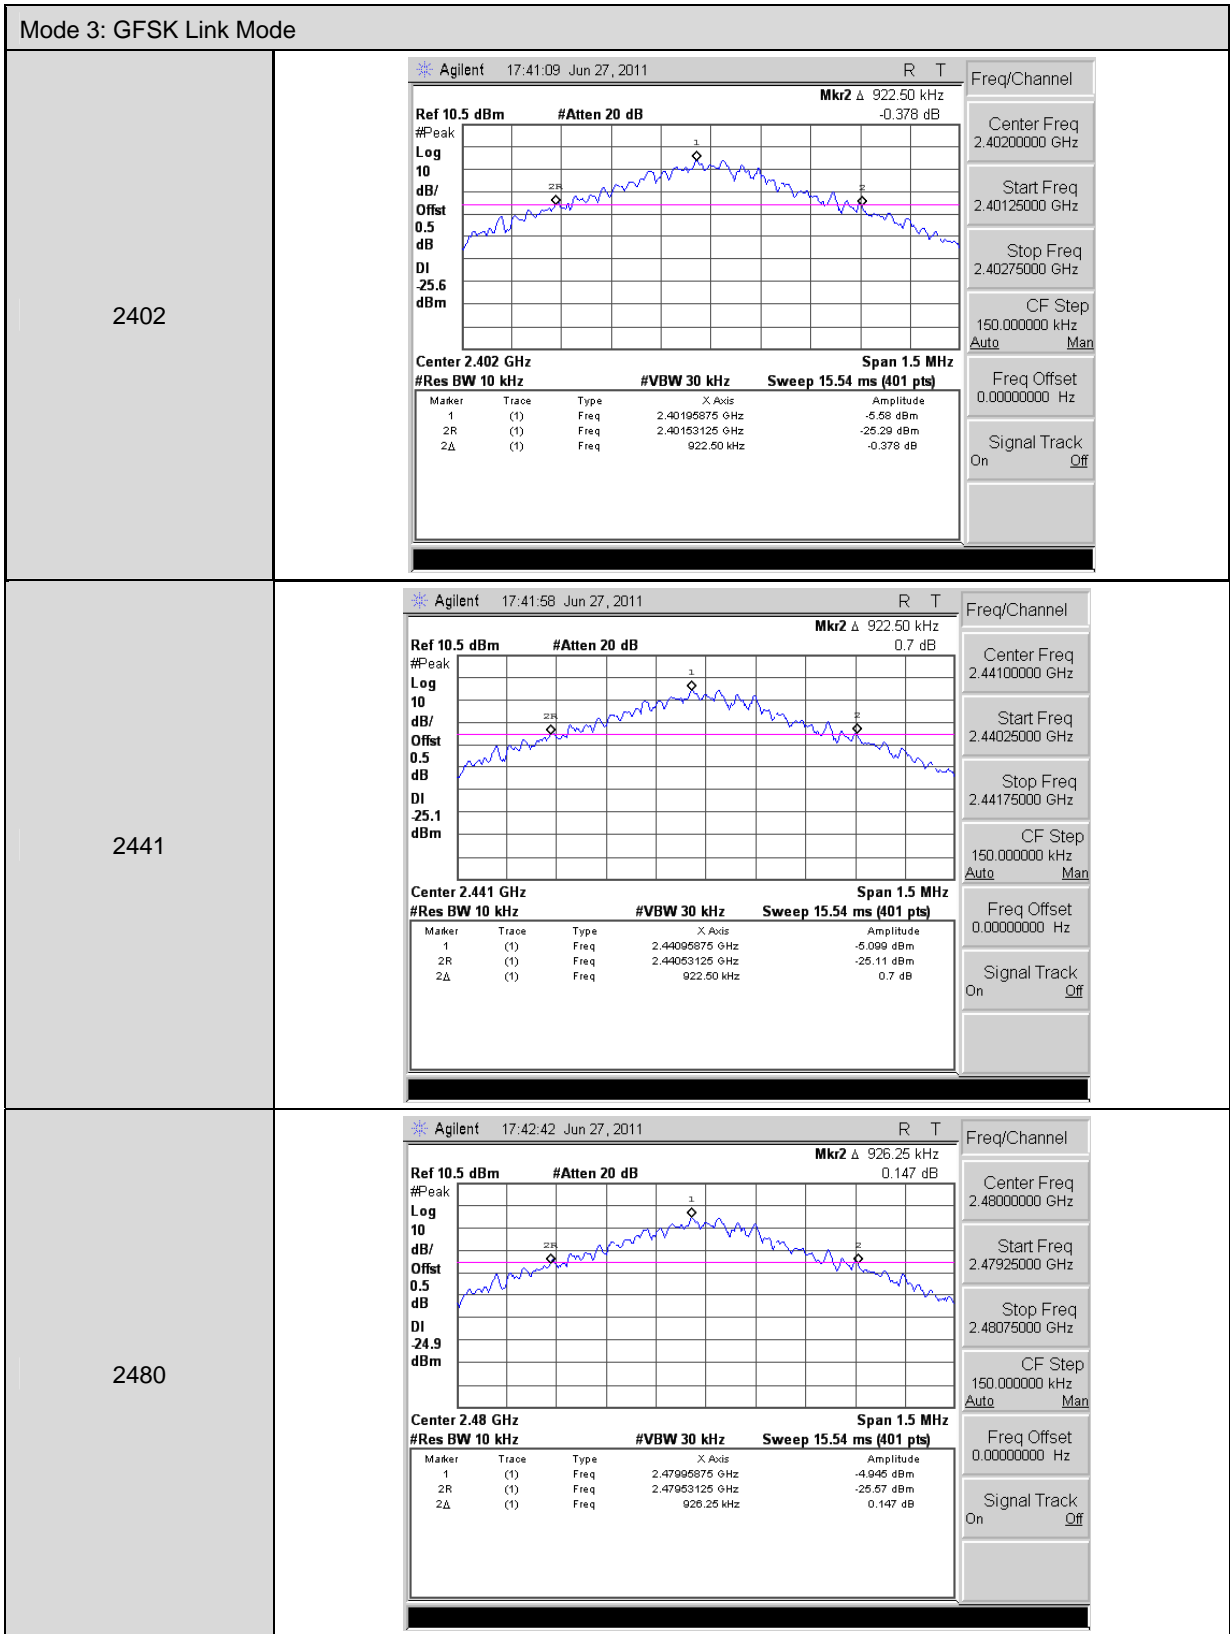 Mode 3: GFSK Link Mode
2402
Agilent 17:41:09 Jun 27, 2011 R T
Mkr2 Δ 922.50 kHz
Ref 10.5 dBm #Atten 20 dB -0.378 dB
#Peak
Log
10
dB/
Offst
0.5
dB
DI
-25.6
dBm
1
2R
2
Center 2.402 GHz Span 1.5 MHz
#Res BW 10 kHz #VBW 30 kHz Sweep 15.54 ms (401 pts)
Marker Trace Type X Axis Amplitude
1 (1) Freq 2.40195875 GHz -5.58 dBm
2R (1) Freq 2.40153125 GHz -25.29 dBm
2Δ (1) Freq 922.50 kHz -0.378 dB
Freq/Channel
Center Freq
2.40200000 GHz
Start Freq
2.40125000 GHz
Stop Freq
2.40275000 GHz
CF Step
150.000000 kHz
Auto Man
Freq Offset
0.00000000 Hz
Signal Track
On Off
2441
Agilent 17:41:58 Jun 27, 2011 R T
Mkr2 Δ 922.50 kHz
Ref 10.5 dBm #Atten 20 dB 0.7 dB
#Peak
Log
10
dB/
Offst
0.5
dB
DI
-25.1
dBm
1
2R
2
Center 2.441 GHz Span 1.5 MHz
#Res BW 10 kHz #VBW 30 kHz Sweep 15.54 ms (401 pts)
Marker Trace Type X Axis Amplitude
1 (1) Freq 2.44095875 GHz -5.099 dBm
2R (1) Freq 2.44053125 GHz -25.11 dBm
2Δ (1) Freq 922.50 kHz 0.7 dB
Freq/Channel
Center Freq
2.44100000 GHz
Start Freq
2.44025000 GHz
Stop Freq
2.44175000 GHz
CF Step
150.000000 kHz
Auto Man
Freq Offset
0.00000000 Hz
Signal Track
On Off
2480
Agilent 17:42:42 Jun 27, 2011 R T
Mkr2 Δ 926.25 kHz
Ref 10.5 dBm #Atten 20 dB 0.147 dB
#Peak
Log
10
dB/
Offst
0.5
dB
DI
-24.9
dBm
1
2R
2
Center 2.48 GHz Span 1.5 MHz
#Res BW 10 kHz #VBW 30 kHz Sweep 15.54 ms (401 pts)
Marker Trace Type X Axis Amplitude
1 (1) Freq 2.47995875 GHz -4.945 dBm
2R (1) Freq 2.47953125 GHz -25.57 dBm
2Δ (1) Freq 926.25 kHz 0.147 dB
Freq/Channel
Center Freq
2.48000000 GHz
Start Freq
2.47925000 GHz
Stop Freq
2.48075000 GHz
CF Step
150.000000 kHz
Auto Man
Freq Offset
0.00000000 Hz
Signal Track
On Off